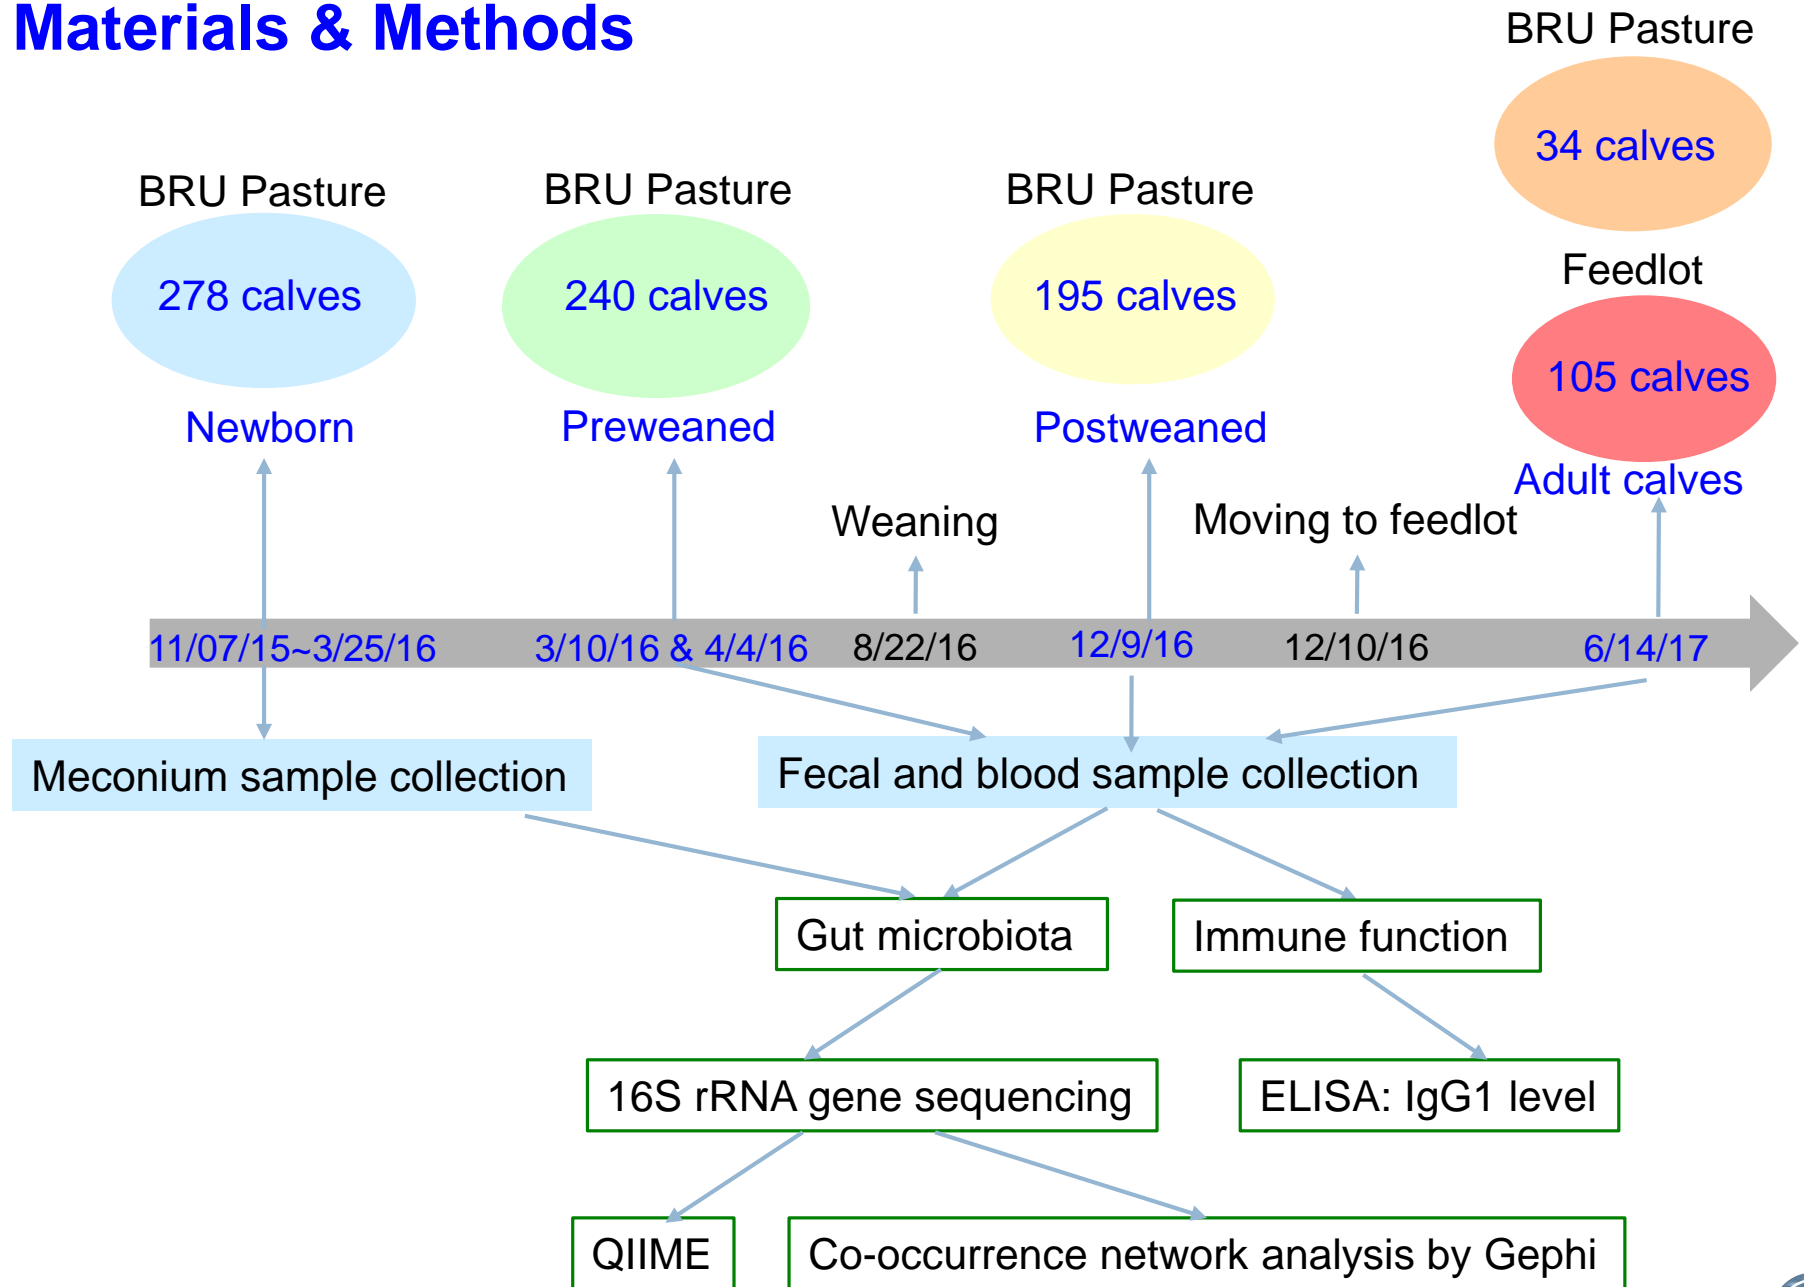 Materials & Methods
BRU Pasture
34 calves
BRU Pasture
BRU Pasture
BRU Pasture
278 calves
240 calves
195 calves
Feedlot
105 calves
Newborn
Preweaned
Postweaned
Adult calves
Weaning
Moving to feedlot
11/07/15~3/25/16
3/10/16 & 4/4/16
8/22/16
12/9/16
12/10/16
6/14/17
Meconium sample collection
Fecal and blood sample collection
Gut microbiota
Immune function
16S rRNA gene sequencing
ELISA: IgG1 level
QIIME
Co-occurrence network analysis by Gephi